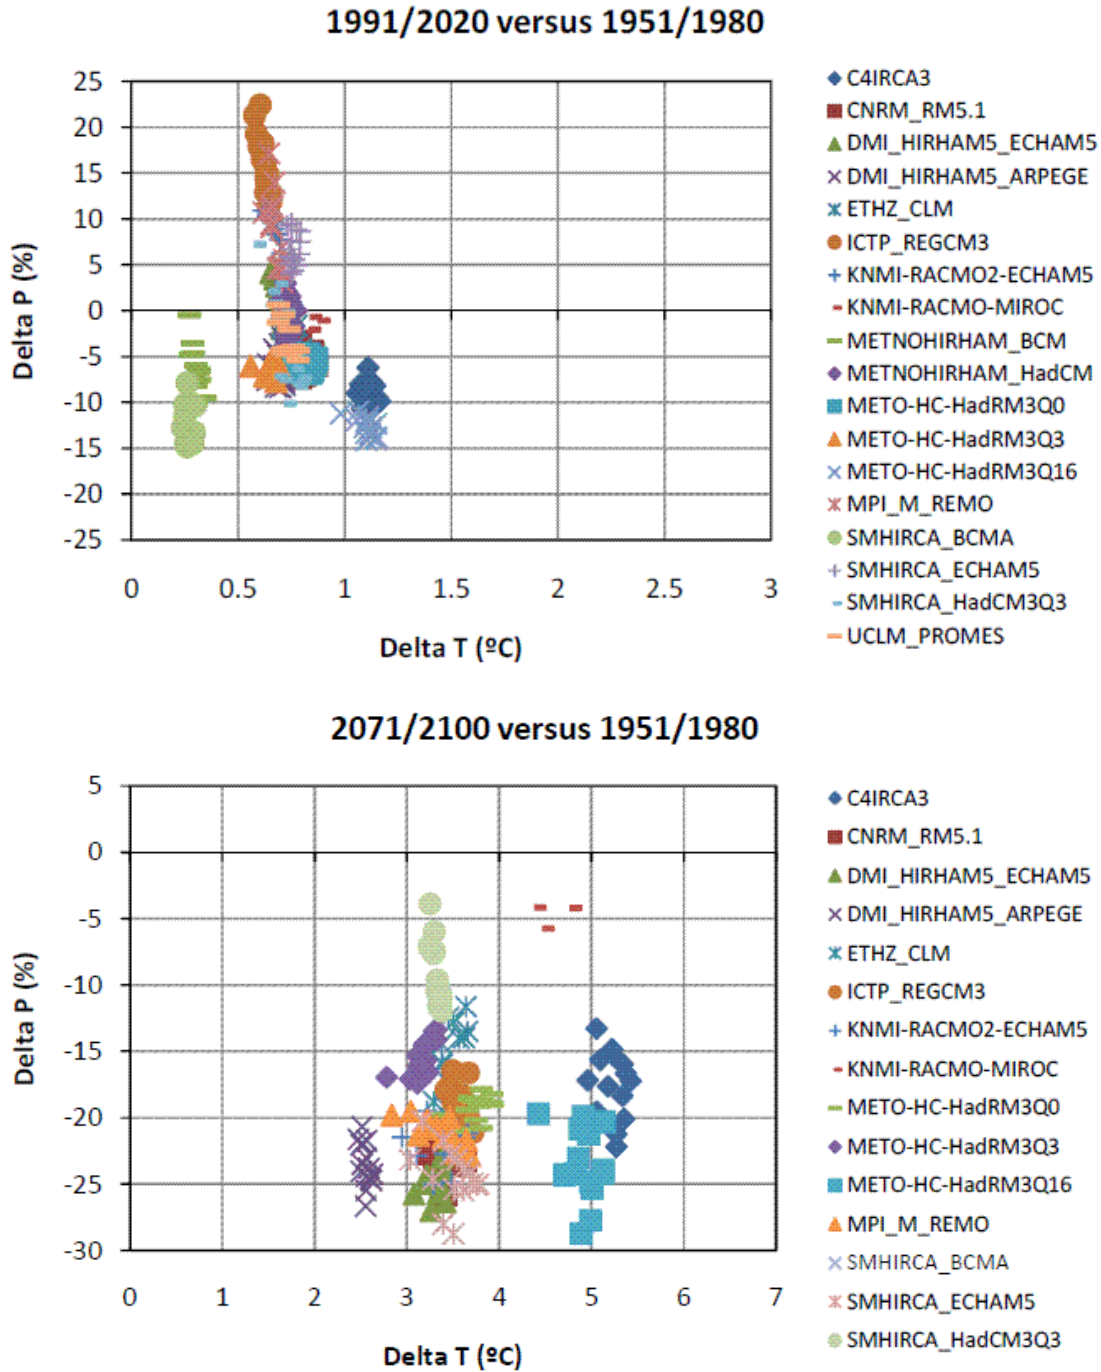 1991/2020 versus 1951/1980
25
20
15
10
5
0
-5
-10
-15
-20
-25
Delta P (%)
0 0.5 1 1.5 2 2.5 3
Delta T (ºC)
C4IRCA3
CNRM_RM5.1
DMI_HIRHAM5_ECHAM5
DMI_HIRHAM5_ARPEGE
ETHZ_CLM
ICTP_REGCM3
KNMI-RACMO2-ECHAM5
KNMI-RACMO-MIROC
METNOHIRHAM_BCM
METNOHIRHAM_HadCM
METO-HC-HadRM3Q0
METO-HC-HadRM3Q3
METO-HC-HadRM3Q16
MPI_M_REMO
SMHIRCA_BCMA
SMHIRCA_ECHAM5
SMHIRCA_HadCM3Q3
UCLM_PROMES
2071/2100 versus 1951/1980
5
0
-5
-10
-15
-20
-25
-30
Delta P (%)
0 1 2 3 4 5 6 7
Delta T (ºC)
C4IRCA3
CNRM_RM5.1
DMI_HIRHAM5_ECHAM5
DMI_HIRHAM5_ARPEGE
ETHZ_CLM
ICTP_REGCM3
KNMI-RACMO2-ECHAM5
KNMI-RACMO-MIROC
METO-HC-HadRM3Q0
METO-HC-HadRM3Q3
METO-HC-HadRM3Q16
MPI_M_REMO
SMHIRCA_BCMA
SMHIRCA_ECHAM5
SMHIRCA_HadCM3Q3